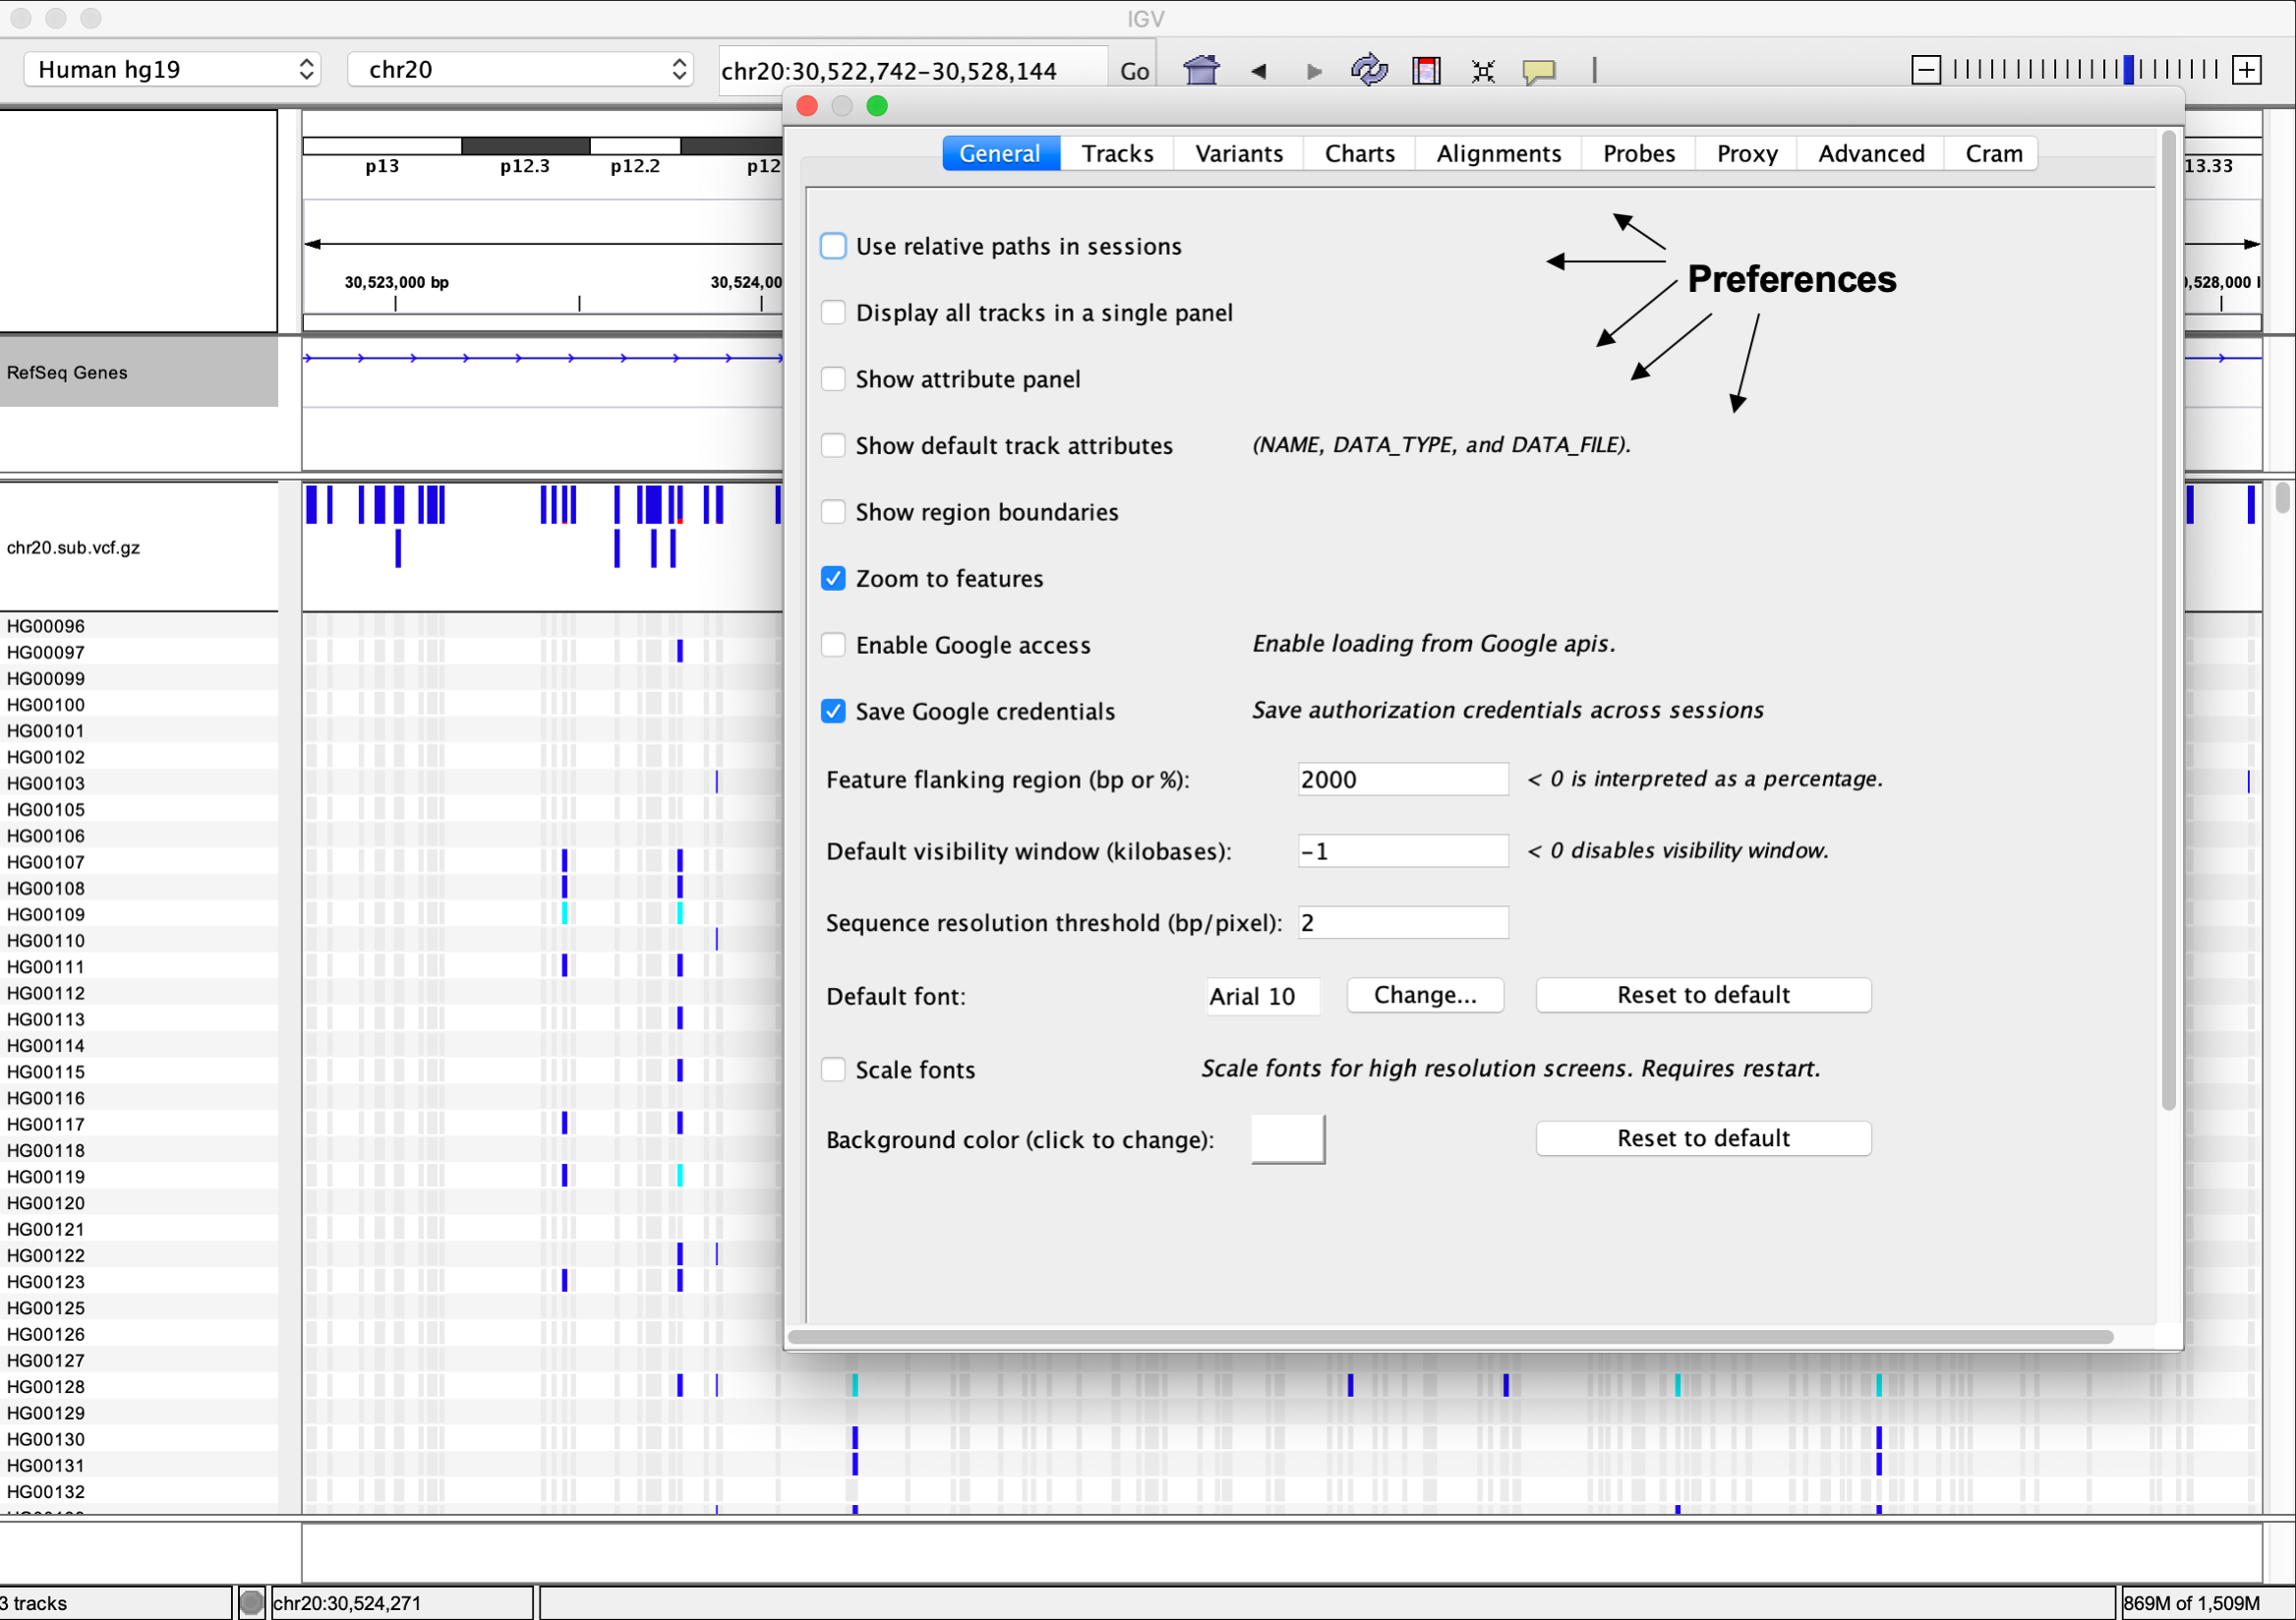 IGV
Human hg19 chr20 chr20:30,522,742-30,528,144 Go
General Tracks Variants Charts Alignments Probes Proxy Advanced Cram
p13 p12.3 p12.2 p12 13.33
Use relative paths in sessions
Preferences
30,523,000 bp 30,524,00 ,528,000
Display all tracks in a single panel
RefSeq Genes
Show attribute panel
Show default track attributes (NAME, DATA_TYPE, and DATA_FILE).
Show region boundaries
chr20.sub.vcf.gz
Zoom to features
Enable Google access Enable loading from Google apis.
Save Google credentials Save authorization credentials across sessions
Feature flanking region (bp or %): 2000 < 0 is interpreted as a percentage.
Default visibility window (kilobases): -1 < 0 disables visibility window.
Sequence resolution threshold (bp/pixel): 2
Default font: Arial 10 Change... Reset to default
Scale fonts Scale fonts for high resolution screens. Requires restart.
Background color (click to change): Reset to default
HG00096
HG00097
HG00099
HG00100
HG00101
HG00102
HG00103
HG00105
HG00106
HG00107
HG00108
HG00109
HG00110
HG00111
HG00112
HG00113
HG00114
HG00115
HG00116
HG00117
HG00118
HG00119
HG00120
HG00121
HG00122
HG00123
HG00125
HG00126
HG00127
HG00128
HG00129
HG00130
HG00131
HG00132
3 tracks chr20:30,524,271 869M of 1,509M